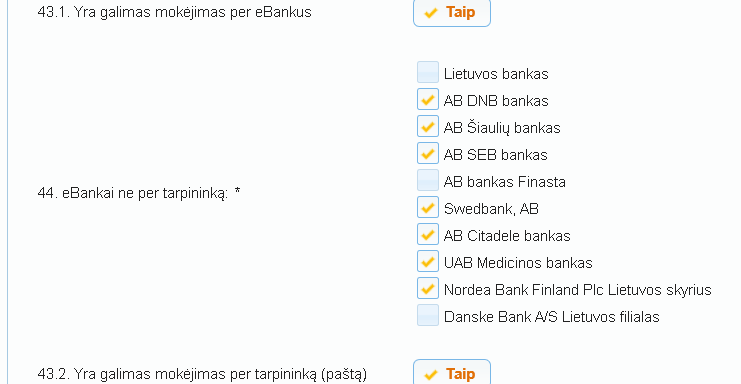 43.1. Yra galimas mokėjimas per eBankus
Taip
Lietuvos bankas
AB DNB bankas
AB Šiaulių bankas
AB SEB bankas
44. eBankai ne per tarpininką: *
AB bankas Finasta
Swedbank, AB
AB Citadele bankas
UAB Medicinos bankas
Nordea Bank Finland Plc Lietuvos skyrius
Danske Bank A/S Lietuvos filialas
43.2. Yra galimas mokėjimas per tarpininką (paštą)
Taip